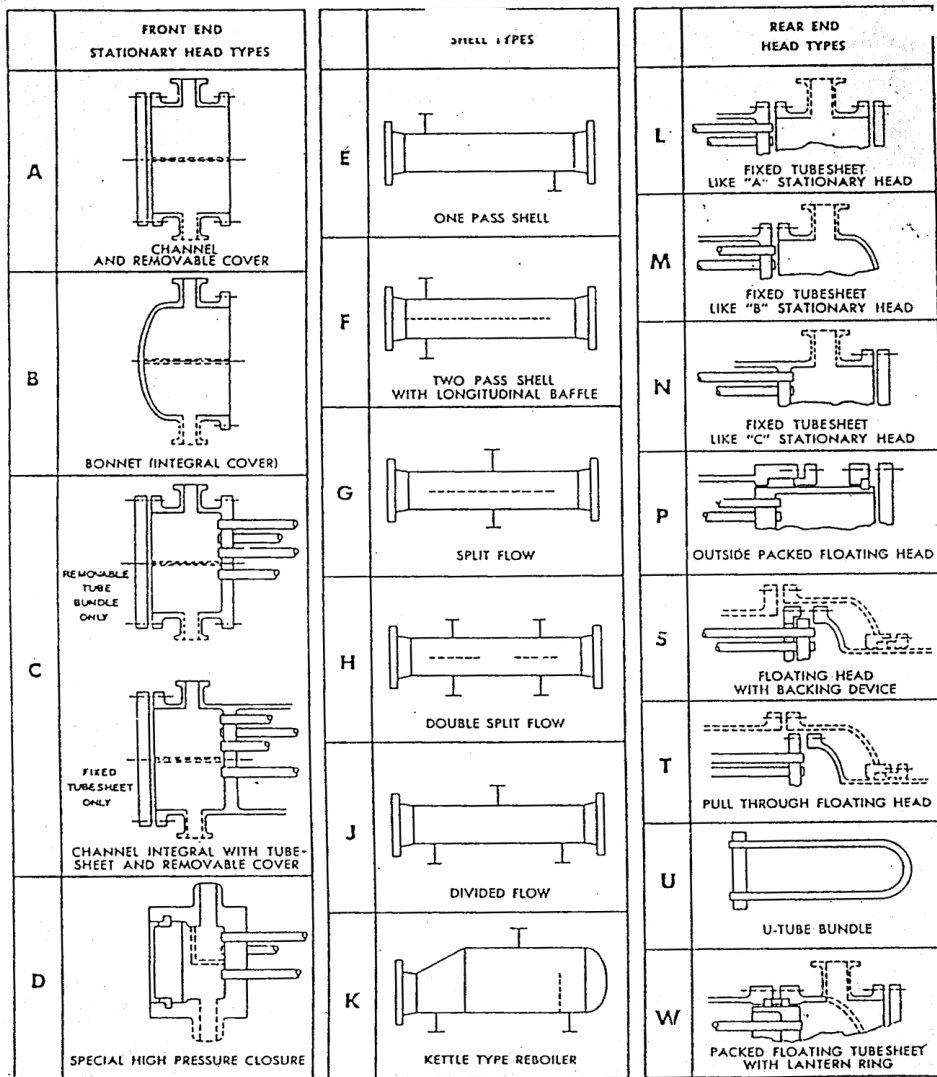 FRONT END
STATIONARY HEAD TYPES
A
CHANNEL
AND REMOVABLE COVER
B
BONNET (INTEGRAL COVER)
C
REMOVABLE
TUBE
BUNDLE
ONLY
FIXED
TUBESHEET
ONLY
CHANNEL INTEGRAL WITH TUBE-
SHEET AND REMOVABLE COVER
D
SPECIAL HIGH PRESSURE CLOSURE
SHELL TYPES
E
ONE PASS SHELL
F
TWO PASS SHELL
WITH LONGITUDINAL BAFFLE
G
SPLIT FLOW
H
DOUBLE SPLIT FLOW
J
DIVIDED FLOW
K
KETTLE TYPE REBOILER
REAR END
HEAD TYPES
L
FIXED TUBESHEET
LIKE "A" STATIONARY HEAD
M
FIXED TUBESHEET
LIKE "B" STATIONARY HEAD
N
FIXED TUBESHEET
LIKE "C" STATIONARY HEAD
P
OUTSIDE PACKED FLOATING HEAD
S
FLOATING HEAD
WITH BACKING DEVICE
T
PULL THROUGH FLOATING HEAD
U
U-TUBE BUNDLE
W
PACKED FLOATING TUBESHEET
WITH LANTERN RING